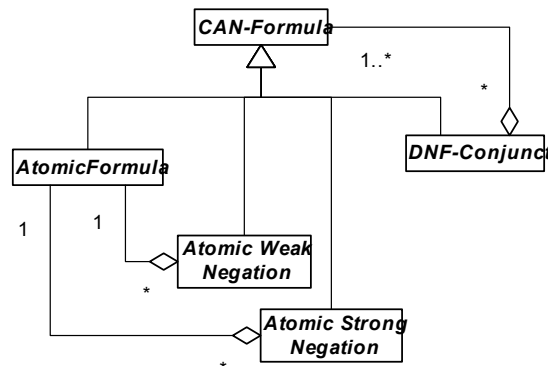 CAN-Formula
1..*
*
AtomicFormula
DNF-Conjunct
1
1
Atomic Weak
Negation
*
Atomic Strong
Negation
*